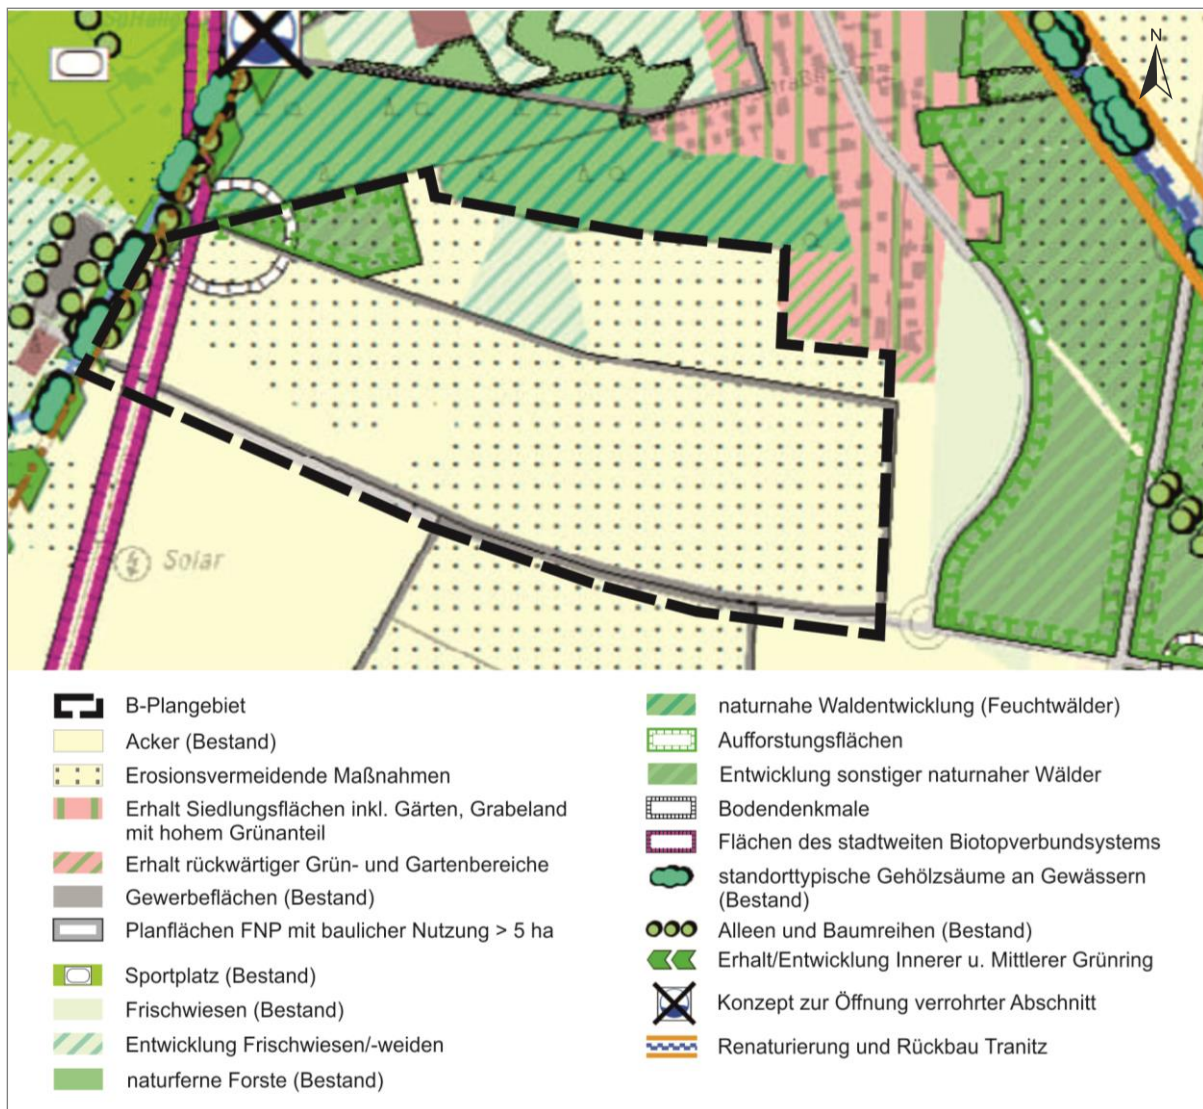 N
Solar
B-Plangebiet
Acker (Bestand)
Erosionsvermeidende Maßnahmen
Erhalt Siedlungsflächen inkl. Gärten, Grabeland
mit hohem Grünanteil
Erhalt rückwärtiger Grün- und Gartenbereiche
Gewerbeflächen (Bestand)
Planflächen FNP mit baulicher Nutzung > 5 ha
Sportplatz (Bestand)
Frischwiesen (Bestand)
Entwicklung Frischwiesen/-weiden
naturferne Forste (Bestand)
naturnahe Waldentwicklung (Feuchtwälder)
Aufforstungsflächen
Entwicklung sonstiger naturnaher Wälder
Bodendenkmale
Flächen des stadtweiten Biotopverbundsystems
standorttypische Gehölzsäume an Gewässern
(Bestand)
Alleen und Baumreihen (Bestand)
Erhalt/Entwicklung Innerer u. Mittlerer Grünring
Konzept zur Öffnung verrohrter Abschnitt
Renaturierung und Rückbau Tranitz